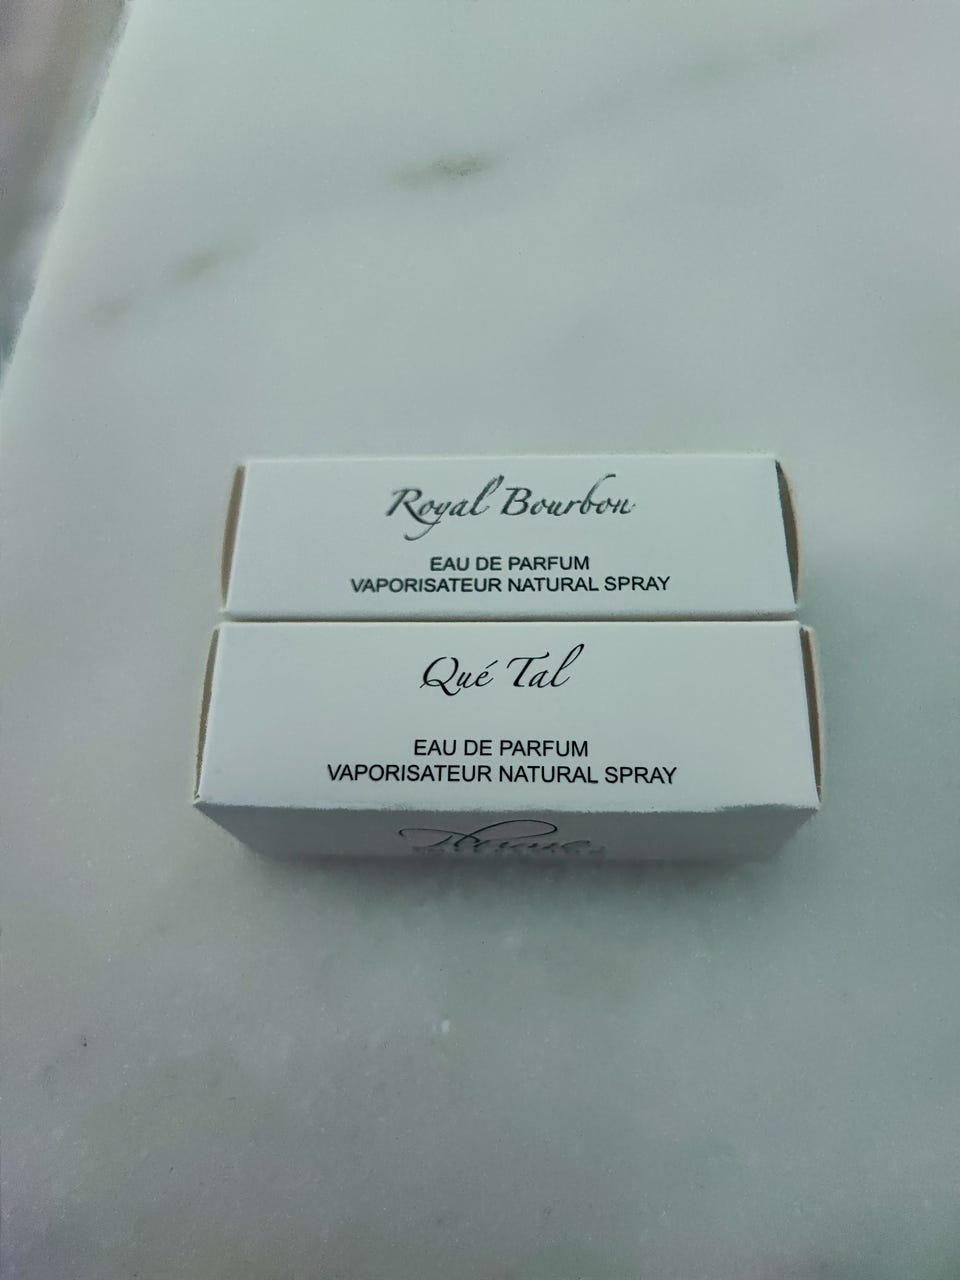 Royal Bourbon
EAU DE PARFUM
VAPORISATEUR NATURAL SPRAY
Qué Tal
EAU DE PARFUM
VAPORISATEUR NATURAL SPRAY